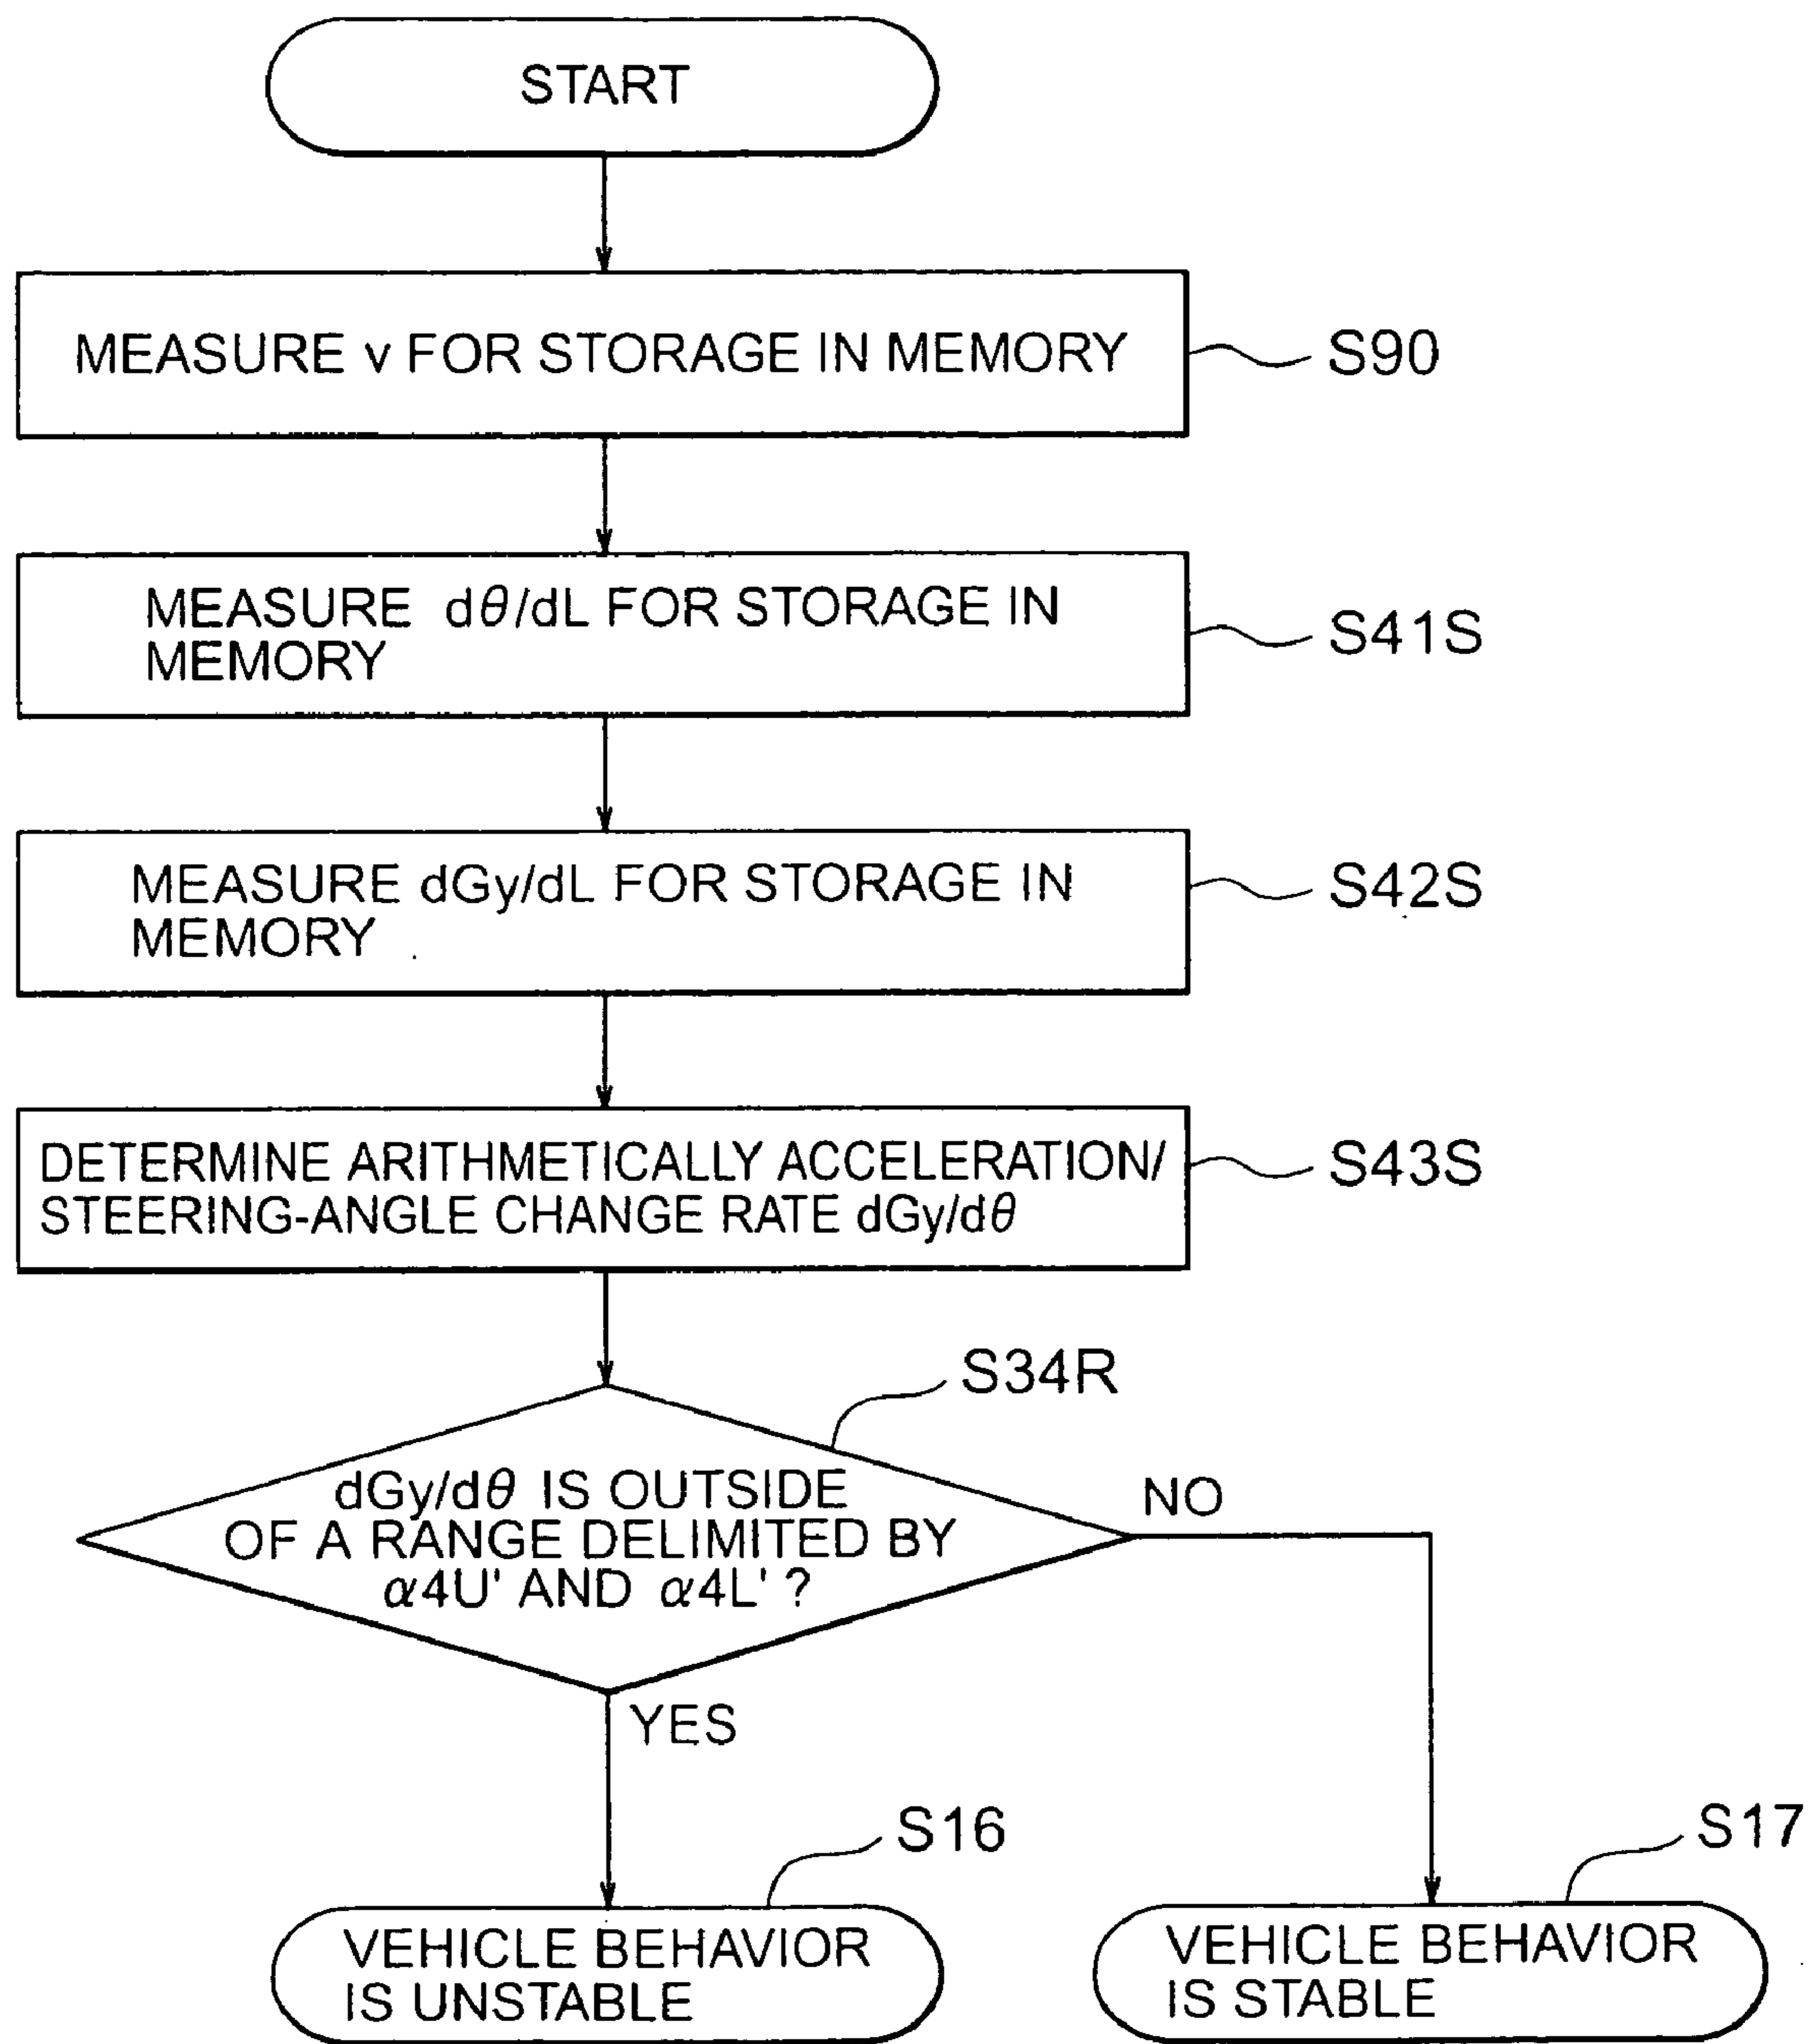 START
MEASURE v FOR STORAGE IN MEMORY
S90
MEASURE dθ/dL FOR STORAGE IN
MEMORY
S41S
MEASURE dGy/dL FOR STORAGE IN
MEMORY
S42S
DETERMINE ARITHMETICALLY ACCELERATION/
STEERING-ANGLE CHANGE RATE dGy/dθ
S43S
S34R
dGy/dθ IS OUTSIDE
OF A RANGE DELIMITED BY
α4U' AND α4L' ?
NO
YES
S16
S17
VEHICLE BEHAVIOR
IS UNSTABLE
VEHICLE BEHAVIOR
IS STABLE